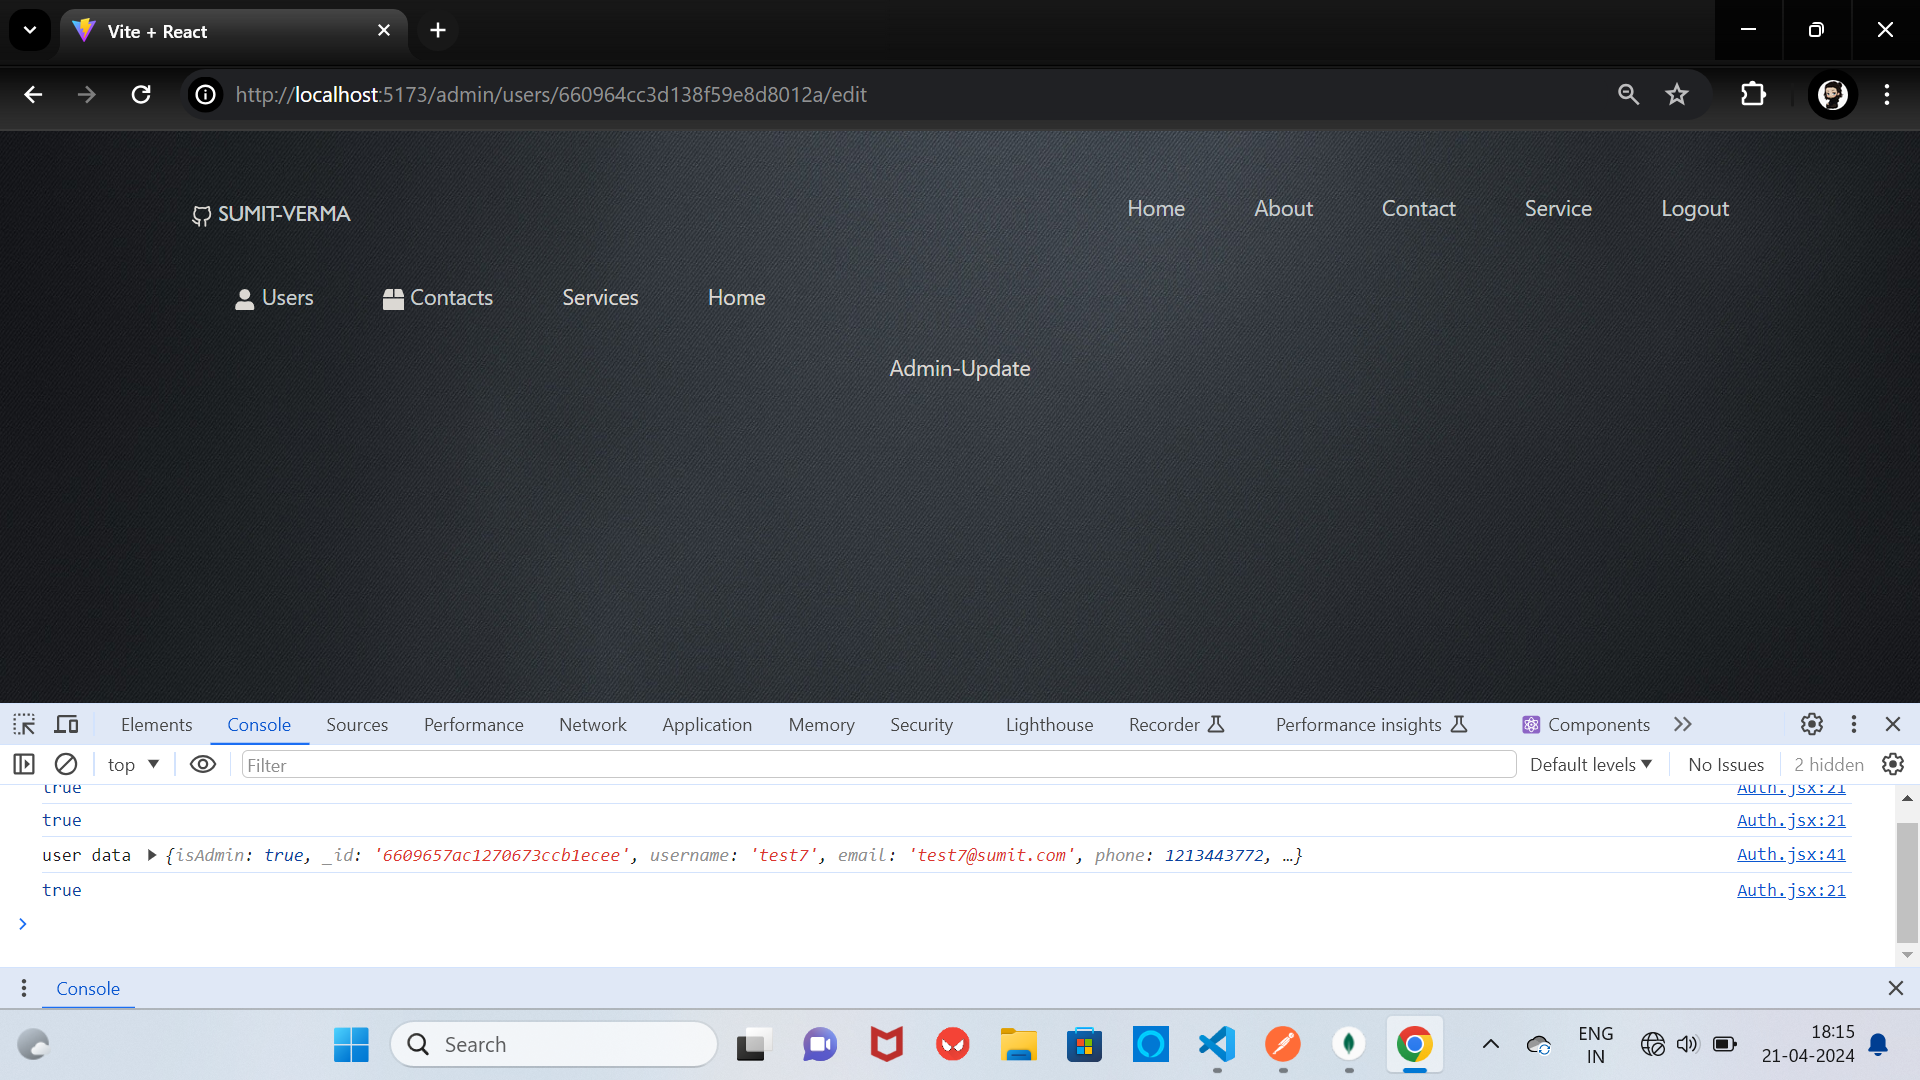 Vite + React
http://localhost:5173/admin/users/660964cc3d138f59e8d8012a/edit
SUMIT-VERMA
Home About Contact Service Logout
Users Contacts Services Home
Admin-Update
Elements Console Sources Performance Network Application Memory Security Lighthouse Recorder Performance insights Components
top Filter Default levels No Issues 2 hidden
true Auth.jsx:21
true Auth.jsx:21
user data {isAdmin: true, _id: '6609657ac1270673ccb1ecee', username: 'test7', email: 'test7@sumit.com', phone: 1213443772, …} Auth.jsx:41
true Auth.jsx:21
Console
Search
ENG
IN
18:15
21-04-2024